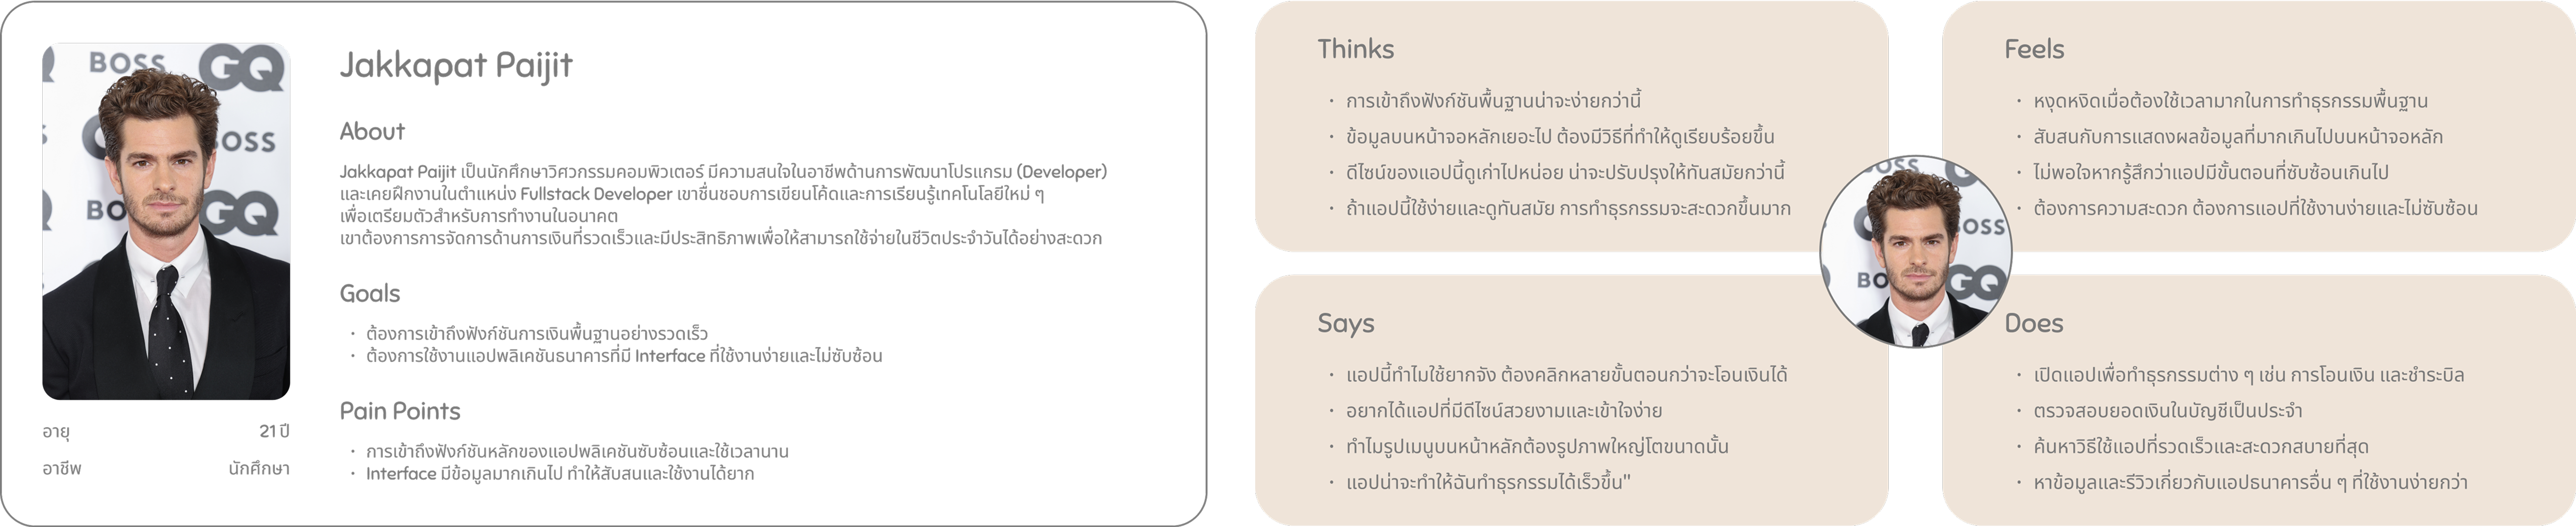 BOSS GQ
BOSS
BO GQ
Jakkapat Paijit
About
Jakkapat Paijit เป็นนักศึกษาวิศวกรรมคอมพิวเตอร์ มีความสนใจในอาชีพด้านการพัฒนาโปรแกรม (Developer)
และเคยฝึกงานในตำแหน่ง Fullstack Developer เขาชื่นชอบการเขียนโค้ดและการเรียนรู้เทคโนโลยีใหม่ ๆ
เพื่อเตรียมตัวสำหรับการทำงานในอนาคต
เขาต้องการการจัดการด้านการเงินที่รวดเร็วและมีประสิทธิภาพเพื่อให้สามารถใช้จ่ายในชีวิตประจำวันได้อย่างสะดวก
Goals
• ต้องการเข้าถึงฟังก์ชันการเงินพื้นฐานอย่างรวดเร็ว
• ต้องการใช้งานแอปพลิเคชันธนาคารที่มี Interface ที่ใช้งานง่ายและไม่ซับซ้อน
Pain Points
• การเข้าถึงฟังก์ชันหลักของแอปพลิเคชันซับซ้อนและใช้เวลานาน
• Interface มีข้อมูลมากเกินไป ทำให้สับสนและใช้งานได้ยาก
อายุ 21 ปี
อาชีพ นักศึกษา
Thinks
• การเข้าถึงฟังก์ชันพื้นฐานน่าจะง่ายกว่านี้
• ข้อมูลบนหน้าจอหลักเยอะไป ต้องมีวิธีที่ทำให้ดูเรียบร้อยขึ้น
• ดีไซน์ของแอปนี้ดูเก่าไปหน่อย น่าจะปรับปรุงให้ทันสมัยกว่านี้
• ถ้าแอปนี้ใช้ง่ายและดูทันสมัย การทำธุรกรรมจะสะดวกขึ้นมาก
Feels
• หงุดหงิดเมื่อต้องใช้เวลามากในการทำธุรกรรมพื้นฐาน
• สับสนกับการแสดงผลข้อมูลที่มากเกินไปบนหน้าจอหลัก
• ไม่พอใจหากรู้สึกว่าแอปมีขั้นตอนที่ซับซ้อนเกินไป
• ต้องการความสะดวก ต้องการแอปที่ใช้งานง่ายและไม่ซับซ้อน
OSS
BO GQ
Says
• แอปนี้ทำไมใช้ยากจัง ต้องคลิกหลายขั้นตอนกว่าจะโอนเงินได้
• อยากได้แอปที่มีดีไซน์สวยงามและเข้าใจง่าย
• ทำไมรูปเมนูบนหน้าหลักต้องรูปภาพใหญ่โตขนาดนั้น
• แอปน่าจะทำให้ฉันทำธุรกรรมได้เร็วขึ้น"
Does
• เปิดแอปเพื่อทำธุรกรรมต่าง ๆ เช่น การโอนเงิน และชำระบิล
• ตรวจสอบยอดเงินในบัญชีเป็นประจำ
• ค้นหาวิธีใช้แอปที่รวดเร็วและสะดวกสบายที่สุด
• หาข้อมูลและรีวิวเกี่ยวกับแอปธนาคารอื่น ๆ ที่ใช้งานง่ายกว่า